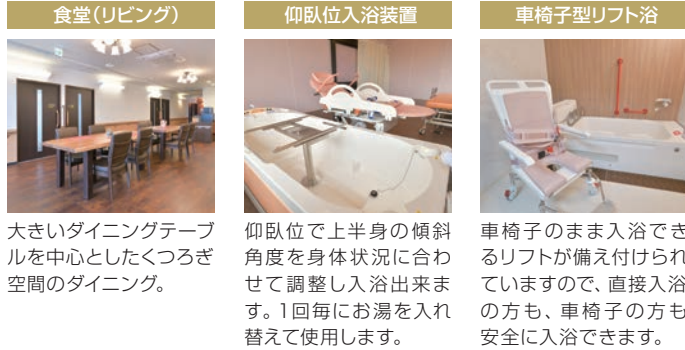 食堂（リビング）
大きいダイニングテーブ
ルを中心としたくつろぎ
空間のダイニング。
仰臥位入浴装置
仰臥位で上半身の傾斜
角度を身体状況に合わ
せて調整し入浴出来ま
す。1回毎にお湯を入れ
替えて使用します。
車椅子型リフト浴
車椅子のまま入浴でき
るリフトが備え付けられ
ていますので、直接入浴
の方も、車椅子の方も
安全に入浴できます。